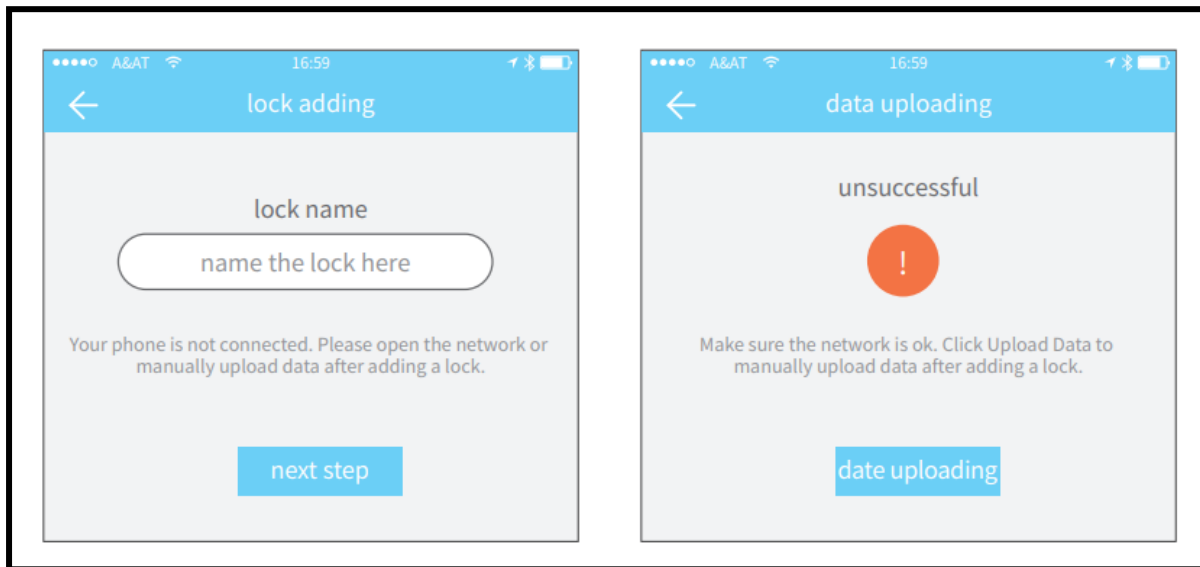 A&AT 16:59
lock adding
lock name
name the lock here
Your phone is not connected. Please open the network or
manually upload data after adding a lock.
next step
A&AT 16:59
data uploading
unsuccessful
!
Make sure the network is ok. Click Upload Data to
manually upload data after adding a lock.
date uploading